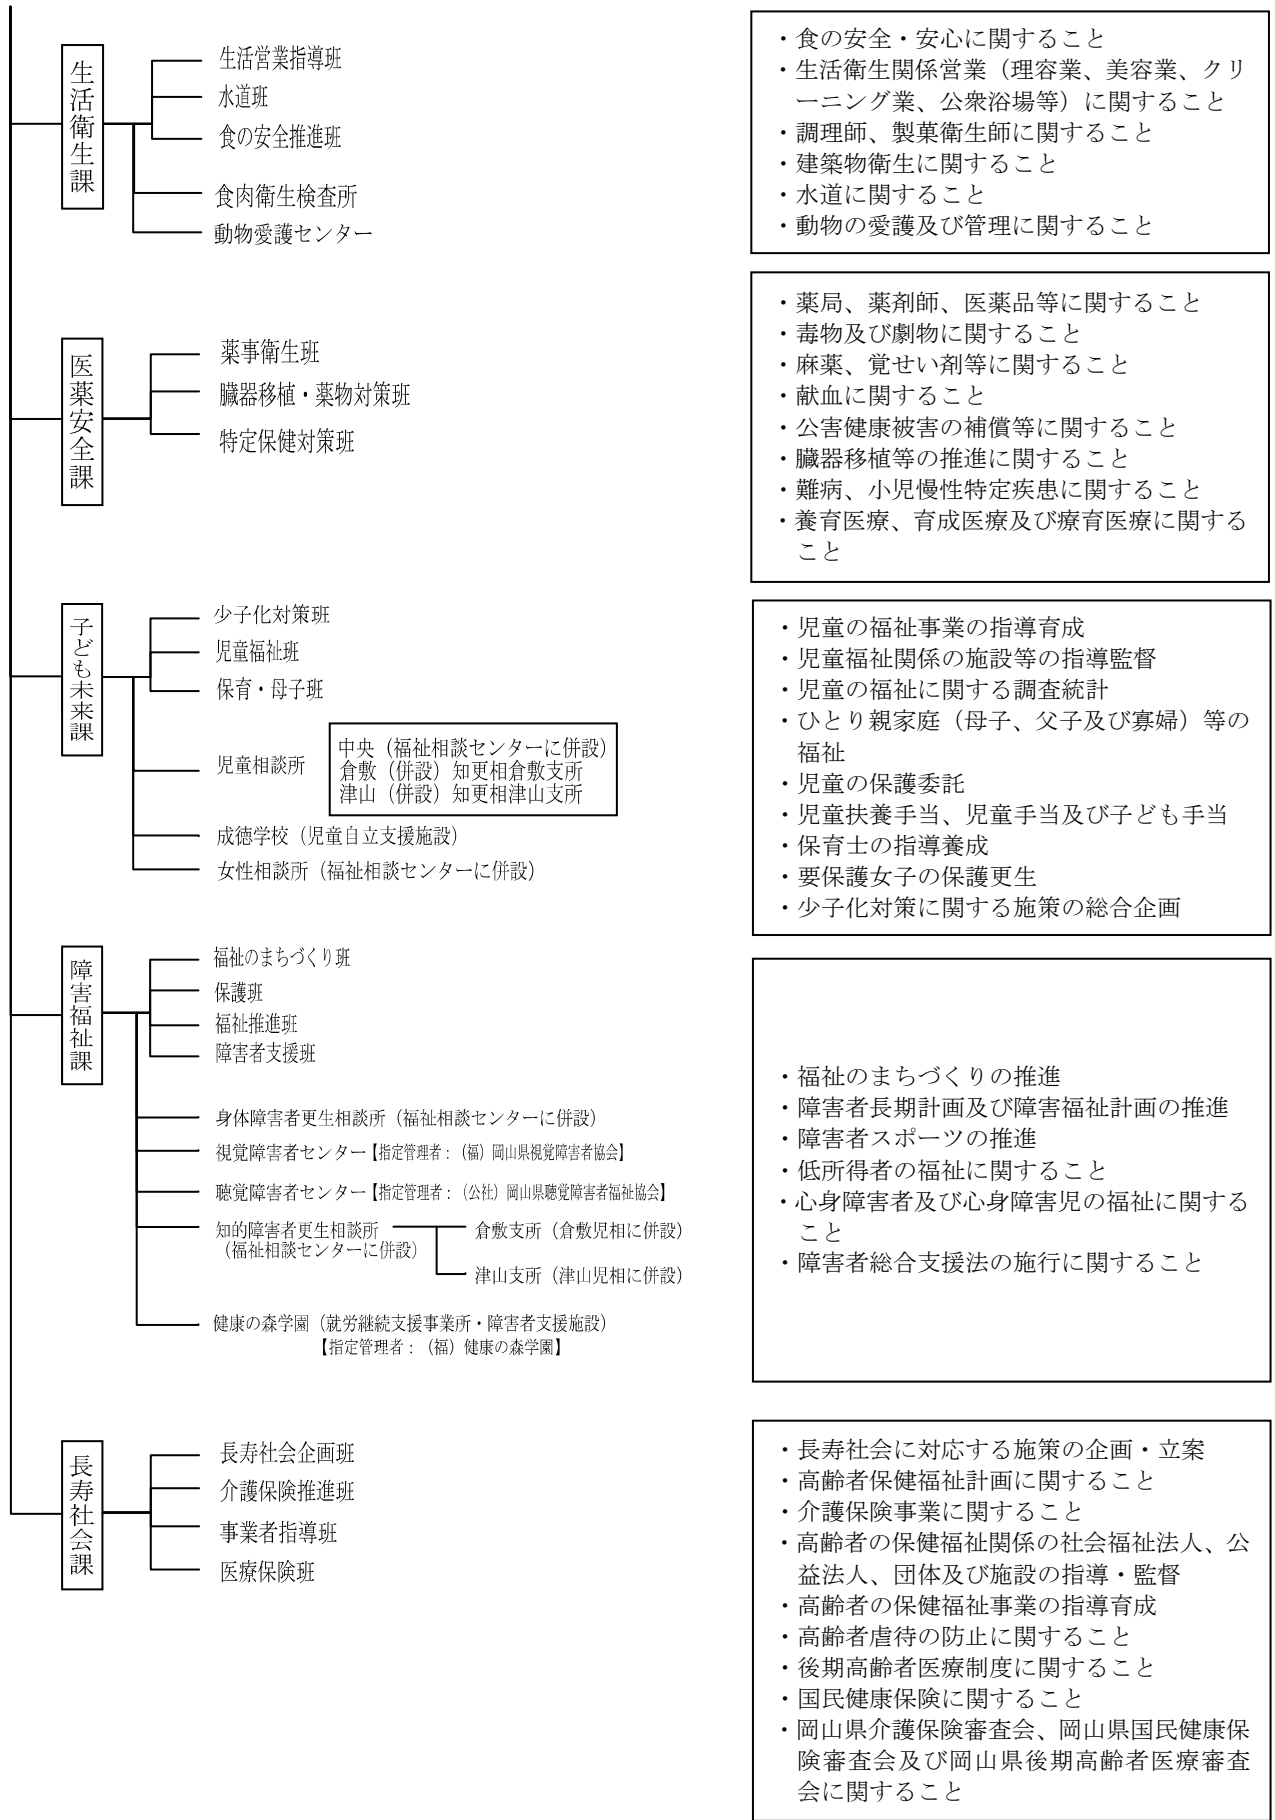 生活衛生課
生活営業指導班
水道班
食の安全推進班
食肉衛生検査所
動物愛護センター
・食の安全・安心に関すること
・生活衛生関係営業（理容業、美容業、クリ
ーニング業、公衆浴場等）に関すること
・調理師、製菓衛生師に関すること
・建築物衛生に関すること
・水道に関すること
・動物の愛護及び管理に関すること
医薬安全課
薬事衛生班
臓器移植・薬物対策班
特定保健対策班
・薬局、薬剤師、医薬品等に関すること
・毒物及び劇物に関すること
・麻薬、覚せい剤等に関すること
・献血に関すること
・公害健康被害の補償等に関すること
・臓器移植等の推進に関すること
・難病、小児慢性特定疾患に関すること
・養育医療、育成医療及び療育医療に関する
こと
子ども未来課
少子化対策班
児童福祉班
保育・母子班
児童相談所
中央（福祉相談センターに併設）
倉敷（併設）知更相倉敷支所
津山（併設）知更相津山支所
成徳学校（児童自立支援施設）
女性相談所（福祉相談センターに併設）
・児童の福祉事業の指導育成
・児童福祉関係の施設等の指導監督
・児童の福祉に関する調査統計
・ひとり親家庭（母子、父子及び寡婦）等の
福祉
・児童の保護委託
・児童扶養手当、児童手当及び子ども手当
・保育士の指導養成
・要保護女子の保護更生
・少子化対策に関する施策の総合企画
障害福祉課
福祉のまちづくり班
保護班
福祉推進班
障害者支援班
身体障害者更生相談所（福祉相談センターに併設）
視覚障害者センター【指定管理者：（福）岡山県視覚障害者協会】
聴覚障害者センター【指定管理者：（公社）岡山県聴覚障害者福祉協会】
知的障害者更生相談所
（福祉相談センターに併設）
倉敷支所（倉敷児相に併設）
津山支所（津山児相に併設）
健康の森学園（就労継続支援事業所・障害者支援施設）
【指定管理者：（福）健康の森学園】
・福祉のまちづくりの推進
・障害者長期計画及び障害福祉計画の推進
・障害者スポーツの推進
・低所得者の福祉に関すること
・心身障害者及び心身障害児の福祉に関する
こと
・障害者総合支援法の施行に関すること
長寿社会課
長寿社会企画班
介護保険推進班
事業者指導班
医療保険班
・長寿社会に対応する施策の企画・立案
・高齢者保健福祉計画に関すること
・介護保険事業に関すること
・高齢者の保健福祉関係の社会福祉法人、公
益法人、団体及び施設の指導・監督
・高齢者の保健福祉事業の指導育成
・高齢者虐待の防止に関すること
・後期高齢者医療制度に関すること
・国民健康保険に関すること
・岡山県介護保険審査会、岡山県国民健康保
険審査会及び岡山県後期高齢者医療審査
会に関すること